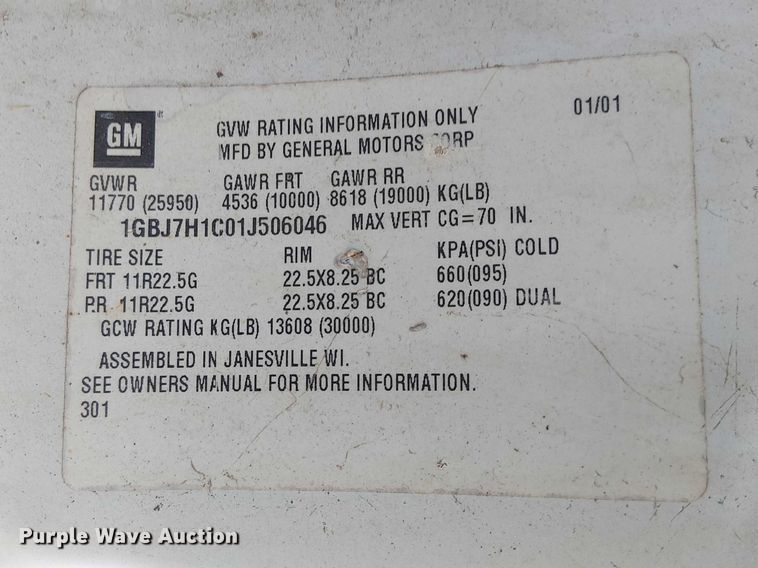 GM
GVW RATING INFORMATION ONLY 01/01
MFD BY GENERAL MOTORS CORP
GVWR GAWR FRT GAWR RR
11770 (25950) 4536 (10000) 8618 (19000) KG(LB)
1GBJ7H1C01J506046 MAX VERT CG=70 IN.
TIRE SIZE RIM KPA(PSI) COLD
FRT 11R22.5G 22.5X8.25 BC 660(095)
RR 11R22.5G 22.5X8.25 BC 620(090) DUAL
GCW RATING KG(LB) 13608 (30000)
ASSEMBLED IN JANESVILLE WI.
SEE OWNERS MANUAL FOR MORE INFORMATION.
301
Purple Wave Auction